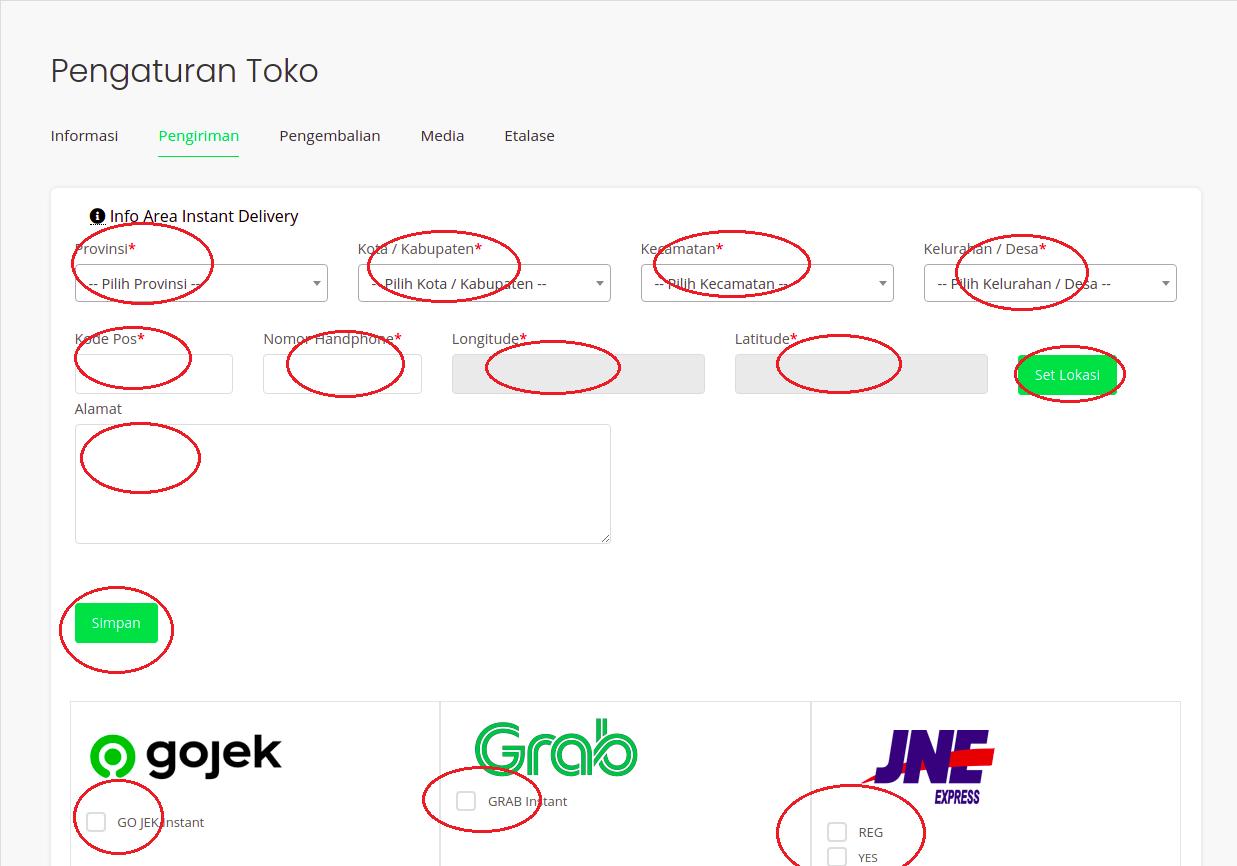 Pengaturan Toko
Informasi Pengiriman Pengembalian Media Etalase
Info Area Instant Delivery
Provinsi* Kota / Kabupaten* Kecamatan* Kelurahan / Desa*
-- Pilih Provinsi -- -- Pilih Kota / Kabupaten -- -- Pilih Kecamatan -- -- Pilih Kelurahan / Desa --
Kode Pos* Nomor Handphone* Longitude* Latitude*
Set Lokasi
Alamat
Simpan
gojek Grab JNE
EXPRESS
GO JEK Instant GRAB Instant REG
YES